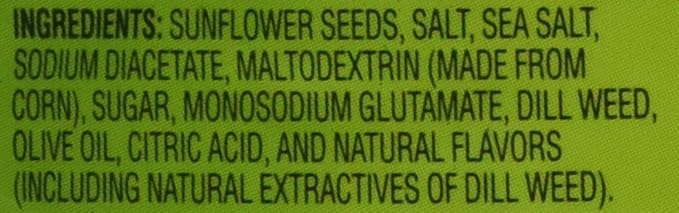 INGREDIENTS: SUNFLOWER SEEDS, SALT, SEA SALT,
SODIUM DIACETATE, MALTODEXTRIN (MADE FROM
CORN), SUGAR, MONOSODIUM GLUTAMATE, DILL WEED,
OLIVE OIL, CITRIC ACID, AND NATURAL FLAVORS
(INCLUDING NATURAL EXTRACTIVES OF DILL WEED).